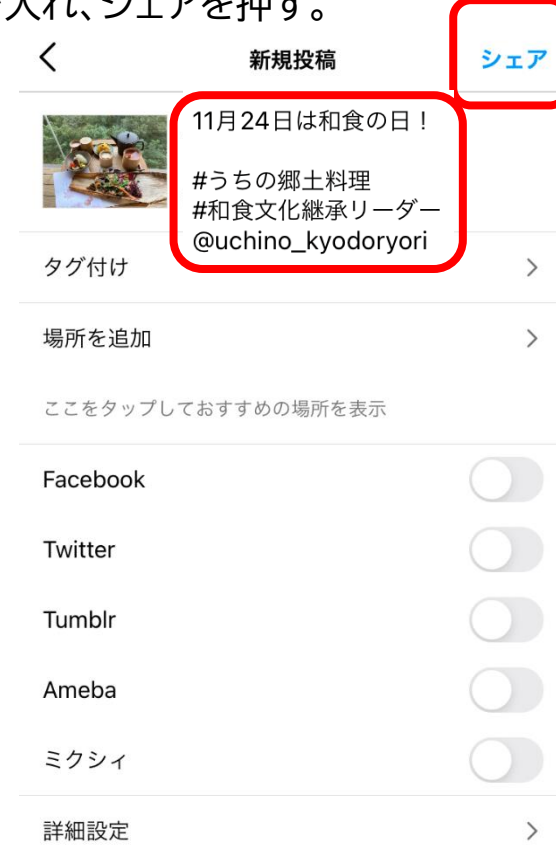 入れ、シェアを押す。
新規投稿
シェア
11月24日は和食の日！
#うちの郷土料理
#和食文化継承リーダー
@uchino_kyodoryori
タグ付け
場所を追加
ここをタップしておすすめの場所を表示
Facebook
Twitter
Tumblr
Ameba
ミクシィ
詳細設定